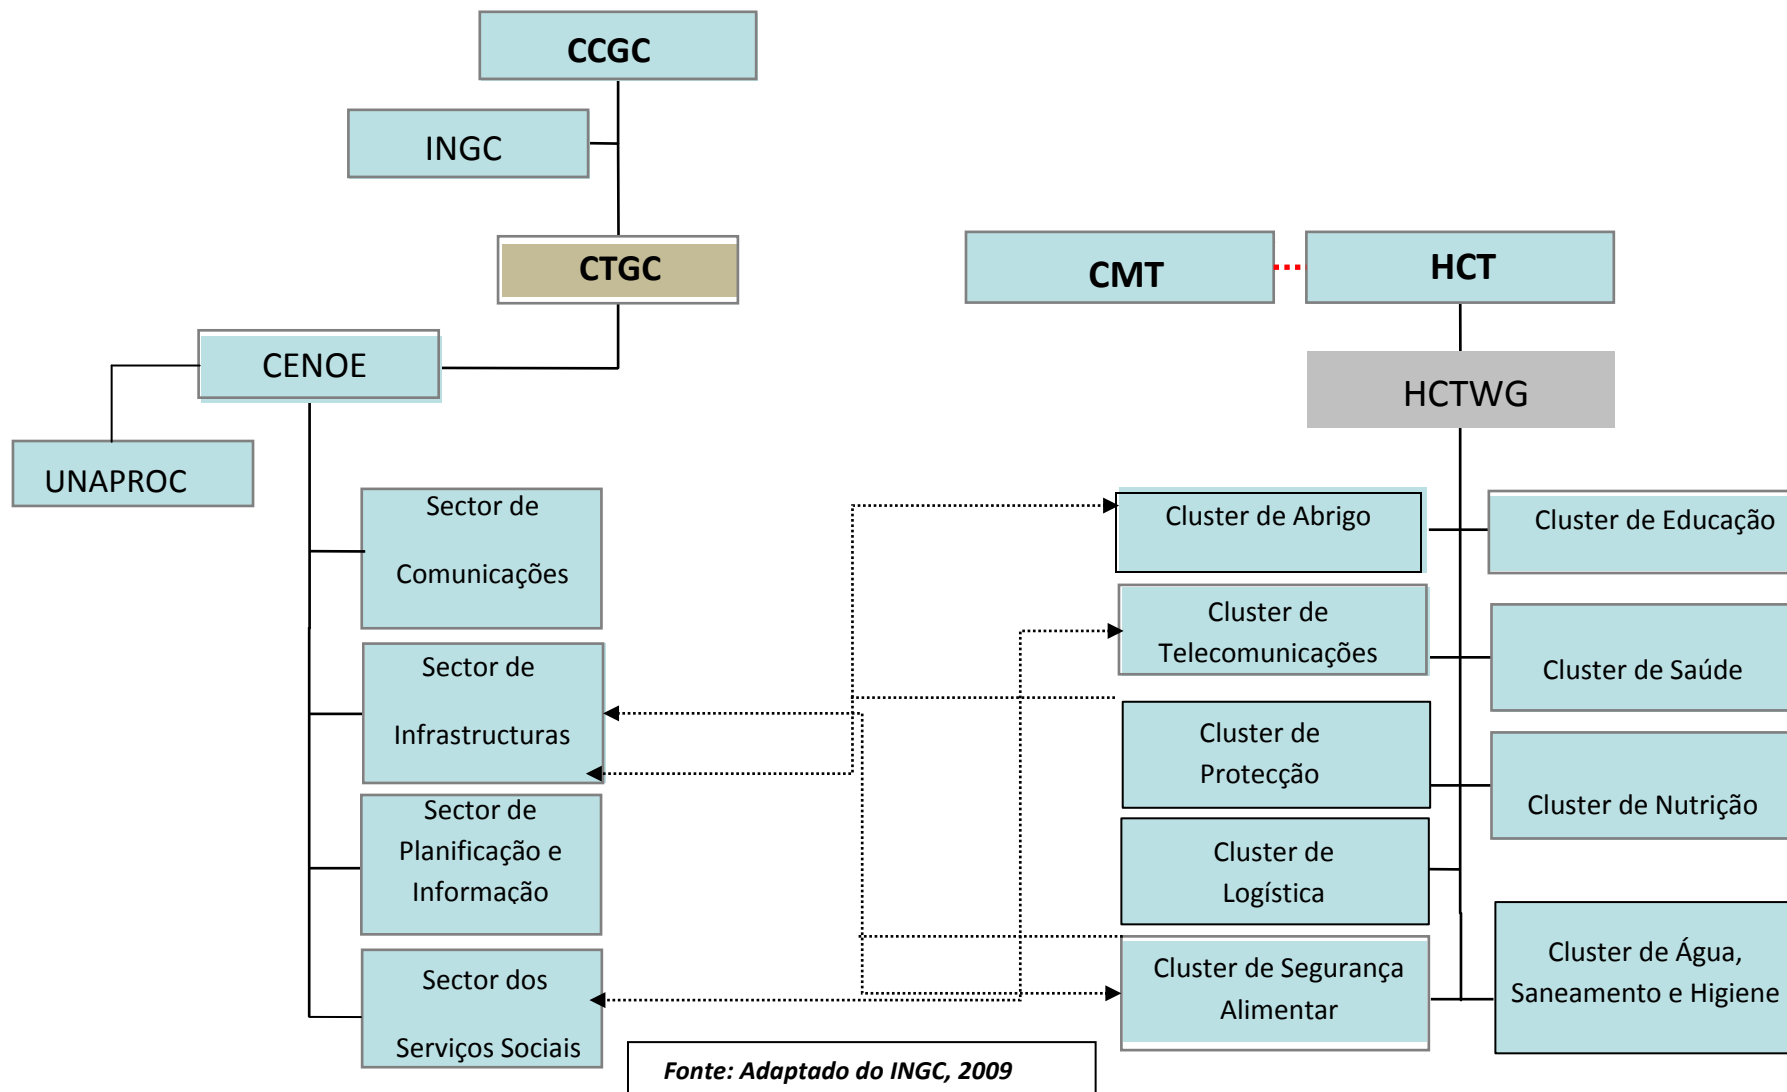 CCGC
INGC
CTGC
CMT
HCT
CENOE
HCTWG
UNAPROC
Sector de
Comunicações
Sector de
Infrastructuras
Sector de
Planificação e
Informação
Sector dos
Serviços Sociais
Cluster de Abrigo
Cluster de Educação
Cluster de
Telecomunicações
Cluster de Saúde
Cluster de
Protecção
Cluster de Nutrição
Cluster de
Logística
Cluster de Segurança
Alimentar
Cluster de Água,
Saneamento e Higiene
Fonte: Adaptado do INGC, 2009